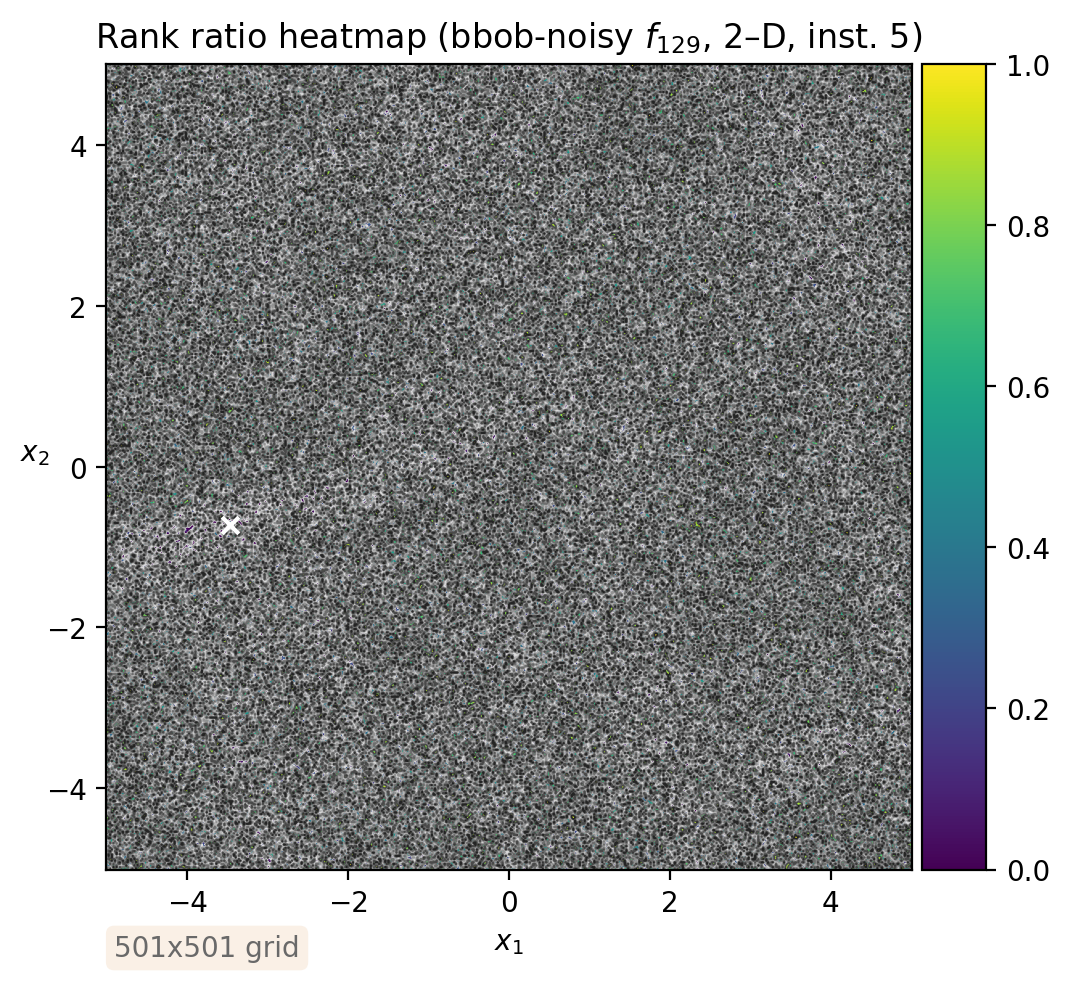 Rank ratio heatmap (bbob-noisy f₁₂₉, 2–D, inst. 5)
1.0
0.8
0.6
0.4
0.2
0.0
4
2
0
−2
−4
x₂
−4 −2 0 2 4
x₁
501x501 grid